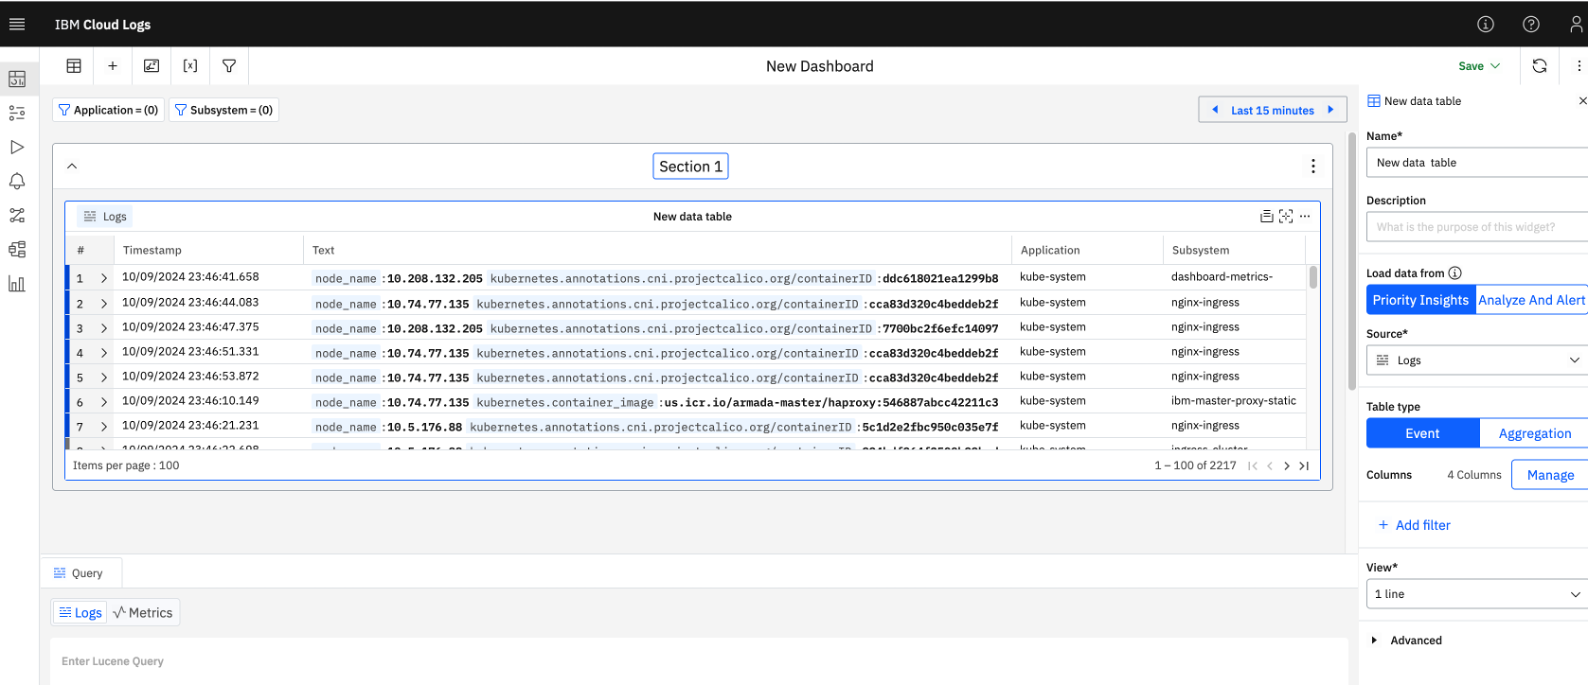 IBM Cloud Logs
New Dashboard
Save
Application = (0) Subsystem = (0)
Last 15 minutes
Section 1
Logs New data table
# Timestamp Text Application Subsystem
1 10/09/2024 23:46:41.658 node_name :10.208.132.205 kubernetes.annotations.cni.projectcalico.org/containerID :ddc618021ea1299b8 kube-system dashboard-metrics-
2 10/09/2024 23:46:44.083 node_name :10.74.77.135 kubernetes.annotations.cni.projectcalico.org/containerID :cca83d320c4beddeb2f kube-system nginx-ingress
3 10/09/2024 23:46:47.375 node_name :10.208.132.205 kubernetes.annotations.cni.projectcalico.org/containerID :7700bc2f6efc14097 kube-system nginx-ingress
4 10/09/2024 23:46:51.331 node_name :10.74.77.135 kubernetes.annotations.cni.projectcalico.org/containerID :cca83d320c4beddeb2f kube-system nginx-ingress
5 10/09/2024 23:46:53.872 node_name :10.74.77.135 kubernetes.annotations.cni.projectcalico.org/containerID :cca83d320c4beddeb2f kube-system nginx-ingress
6 10/09/2024 23:46:10.149 node_name :10.74.77.135 kubernetes.container_image :us.icr.io/armada-master/haproxy:546887abcc42211c3 kube-system ibm-master-proxy-static
7 10/09/2024 23:46:21.231 node_name :10.5.176.88 kubernetes.annotations.cni.projectcalico.org/containerID :5c1d2e2fbc950c035e7f kube-system nginx-ingress
Items per page : 100
1 – 100 of 2217
Query
Logs Metrics
Enter Lucene Query
New data table
Name*
New data table
Description
What is the purpose of this widget?
Load data from
Priority Insights Analyze And Alert
Source*
Logs
Table type
Event Aggregation
Columns 4 Columns Manage
+ Add filter
View*
1 line
Advanced